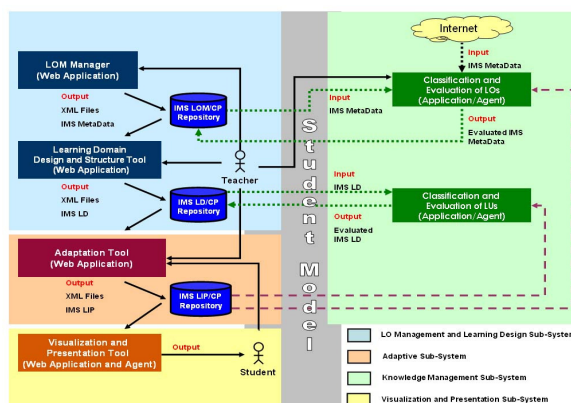 LOM Manager
(Web Application)
Output
XML Files
IMS MetaData
IMS LOM/CP
Repository
Learning Domain
Design and Structure Tool
(Web Application)
Output
XML Files
IMS LD
IMS LD/CP
Repository
Teacher
Adaptation Tool
(Web Application)
Output
XML Files
IMS LIP
IMS LIP/CP
Repository
Visualization and
Presentation Tool
(Web Application and Agent)
Output
Student
Student Model
Internet
Input
IMS MetaData
Classification and
Evaluation of LOs
(Application/Agent)
Input
IMS MetaData
Output
Evaluated IMS
MetaData
Input
IMS LD
Output
Evaluated
IMS LD
Classification and
Evaluation of LUs
(Application/Agent)
LO Management and Learning Design Sub-System
Adaptive Sub-System
Knowledge Management Sub-System
Visualization and Presentation Sub-System